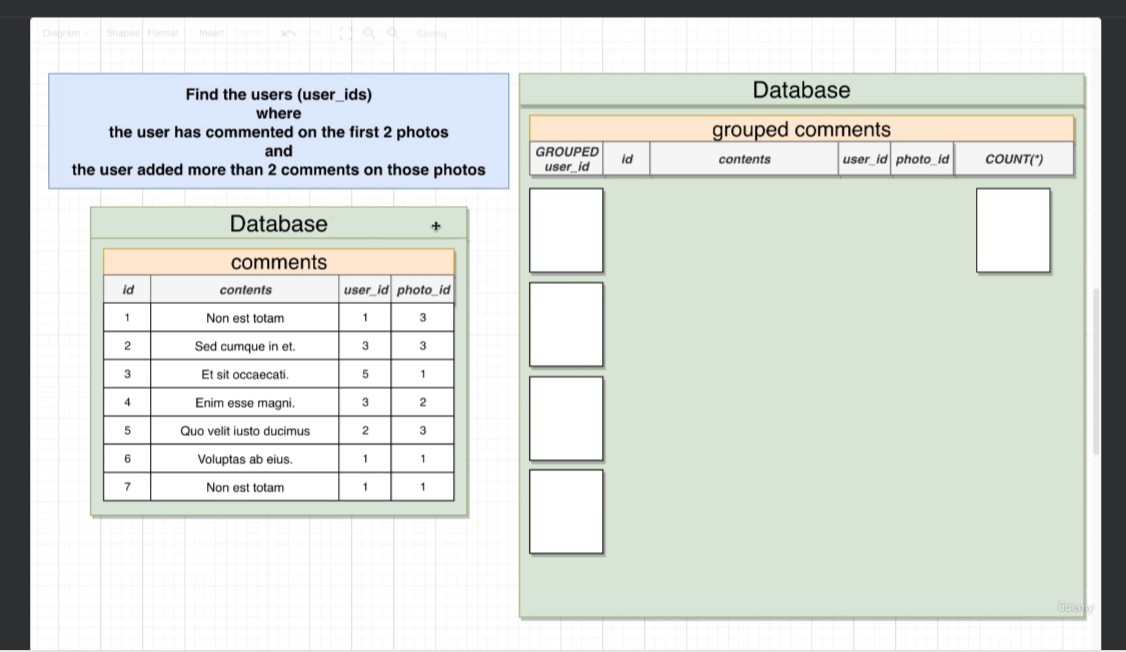 Diagram Shapes Format Insert Saving...
Find the users (user_ids)
where
the user has commented on the first 2 photos
and
the user added more than 2 comments on those photos
Database
comments
id contents user_id photo_id
1 Non est totam 1 3
2 Sed cumque in et. 3 3
3 Et sit occaecati. 5 1
4 Enim esse magni. 3 2
5 Quo velit iusto ducimus 2 3
6 Voluptas ab eius. 1 1
7 Non est totam 1 1
Database
grouped comments
GROUPED
user_id id contents user_id photo_id COUNT(*)
ûdemy